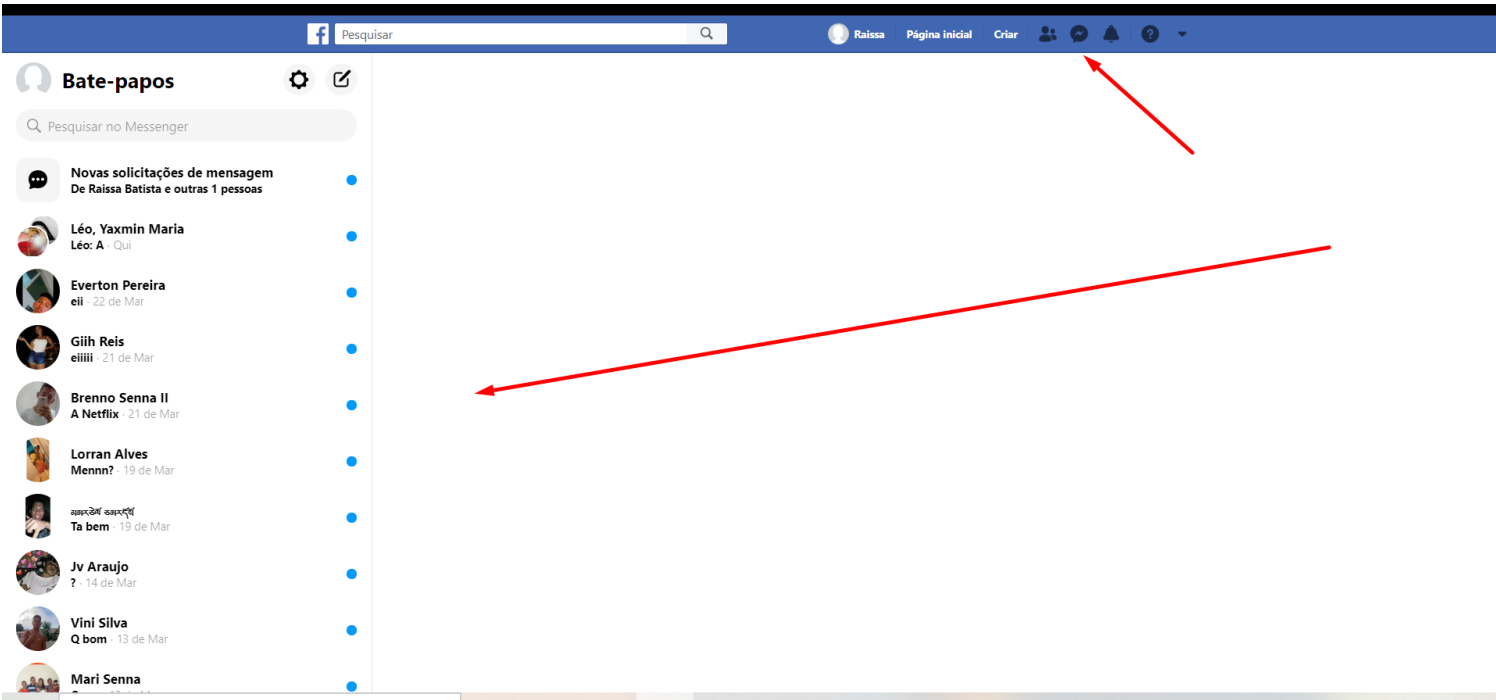 f
Pesquisar
Raissa
Página inicial
Criar
Bate-papos
Pesquisar no Messenger
Novas solicitações de mensagem
De Raissa Batista e outras 1 pessoas
Léo, Yaxmin Maria
Léo: A · Qui
Everton Pereira
eii · 22 de Mar
Giih Reis
eiiiii · 21 de Mar
Brenno Senna II
A Netflix · 21 de Mar
Lorran Alves
Mennn? · 19 de Mar
Ta bem · 19 de Mar
Jv Araujo
? · 14 de Mar
Vini Silva
Q bom · 13 de Mar
Mari Senna